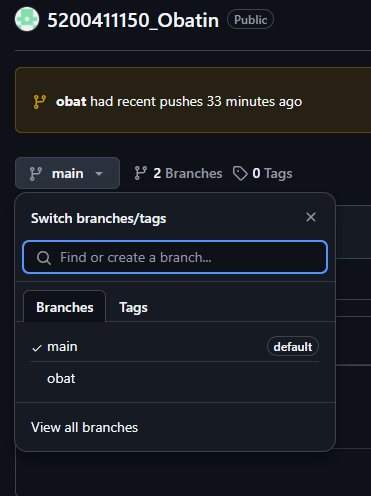 5200411150_Obatin Public
obat had recent pushes 33 minutes ago
main 2 Branches 0 Tags
Switch branches/tags
Find or create a branch...
Branches Tags
main default
obat
View all branches